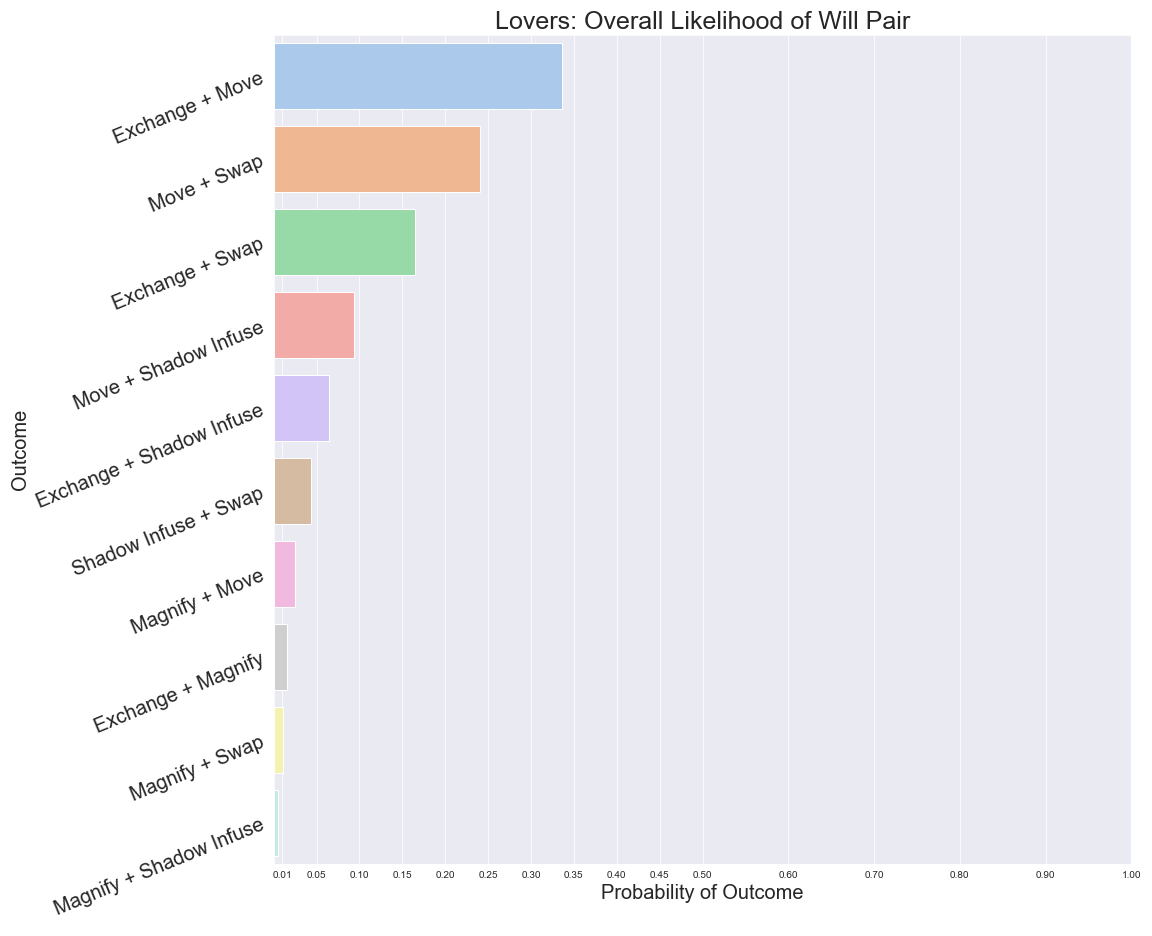 Lovers: Overall Likelihood of Will Pair
Outcome
Exchange + Move
Move + Swap
Exchange + Swap
Move + Shadow Infuse
Exchange + Shadow Infuse
Shadow Infuse + Swap
Magnify + Move
Exchange + Magnify
Magnify + Swap
Magnify + Shadow Infuse
0.01 0.05 0.10 0.15 0.20 0.25 0.30 0.35 0.40 0.45 0.50 0.60 0.70 0.80 0.90 1.00
Probability of Outcome